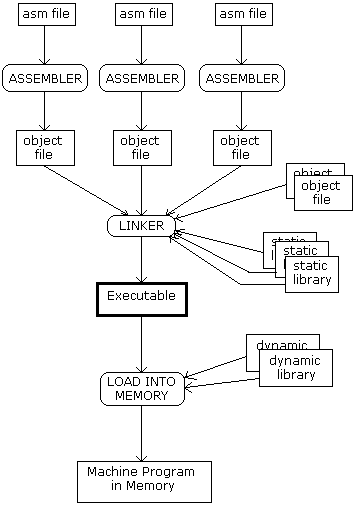 asm file
asm file
asm file
ASSEMBLER
ASSEMBLER
ASSEMBLER
object
file
object
file
object
file
object
object
file
LINKER
static
static
static
library
Executable
dynamic
dynamic
library
LOAD INTO
MEMORY
Machine Program
in Memory